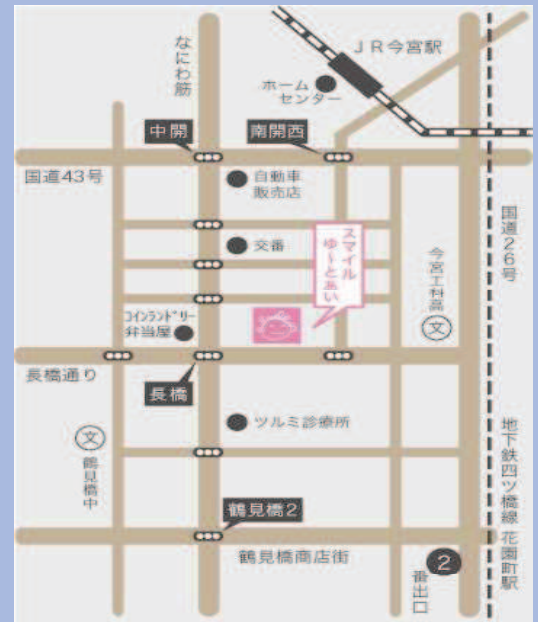 なにわ筋
JR今宮駅
ホーム
センター
中開
南開西
国道43号
自動車
販売店
国道26号
スマイル
ゆ〜とあい
交番
今宮工科高
文
コインランドリー
弁当屋
長橋通り
長橋
ツルミ診療所
文
鶴見橋中
地下鉄四ツ橋線 花園町駅
鶴見橋2
鶴見橋商店街
2
番出口